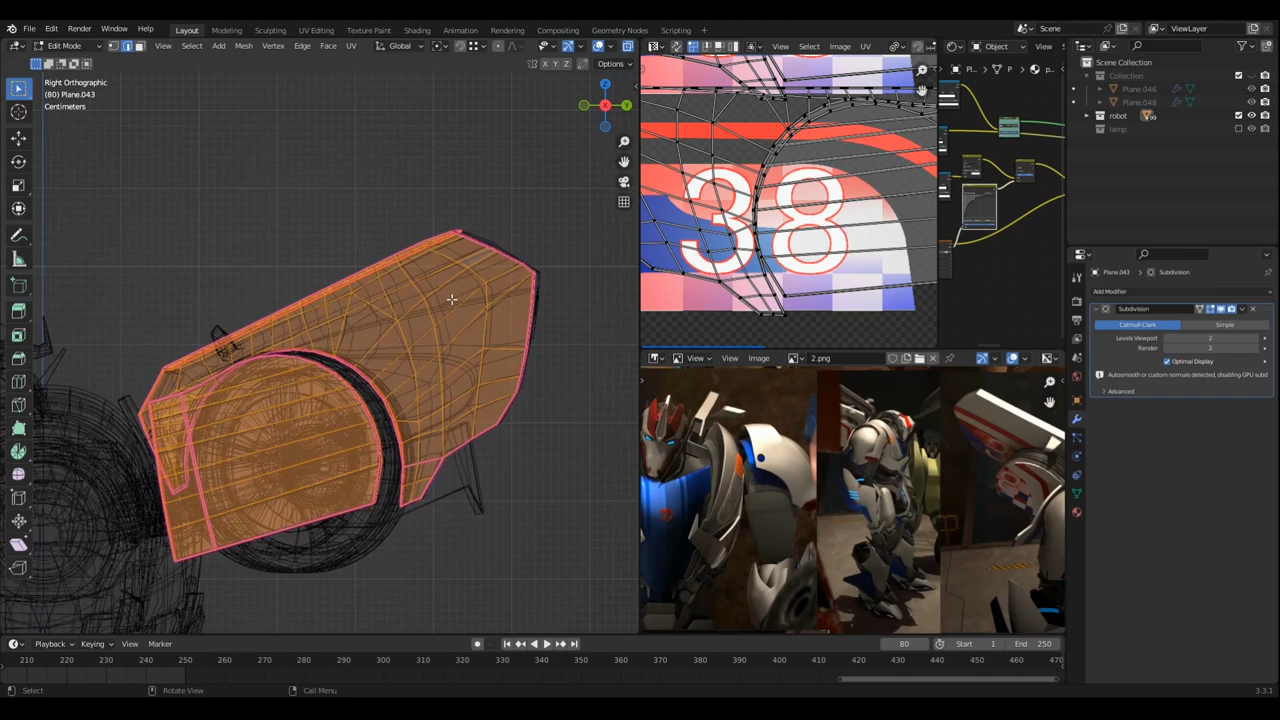 File Edit Render Window Help Layout Sculpting UV Editing Texture Paint Shading Animation Rendering Compositing Geometry Nodes Scripting Scene ViewLayer
Edit Mode View Select Add Mesh Vertex Edge Face UV Global View Select Image UV Object View
X Y Z Options
Right Orthographic
(80) Plane.043
Centimeters
Z
Y
X
38
Scene Collection
Collection
Plane.046
Plane.048
robot
lamp
Plane.043 Subdivision
Add Modifier
Subdivision
Catmull-Clark Simple
Levels Viewport 2
Render 2
Optimal Display
Autosmooth or custom normals detected, disabling GPU subd
Advanced
View View Image 2.png
Playback Keying View Marker 80 Start 1 End 250
210 220 230 240 250 260 270 280 290 300 310 320 330 340 350 360 370 380 390 400 410 420 430 440 450 460 470
Select Rotate View Call Menu 3.3.1